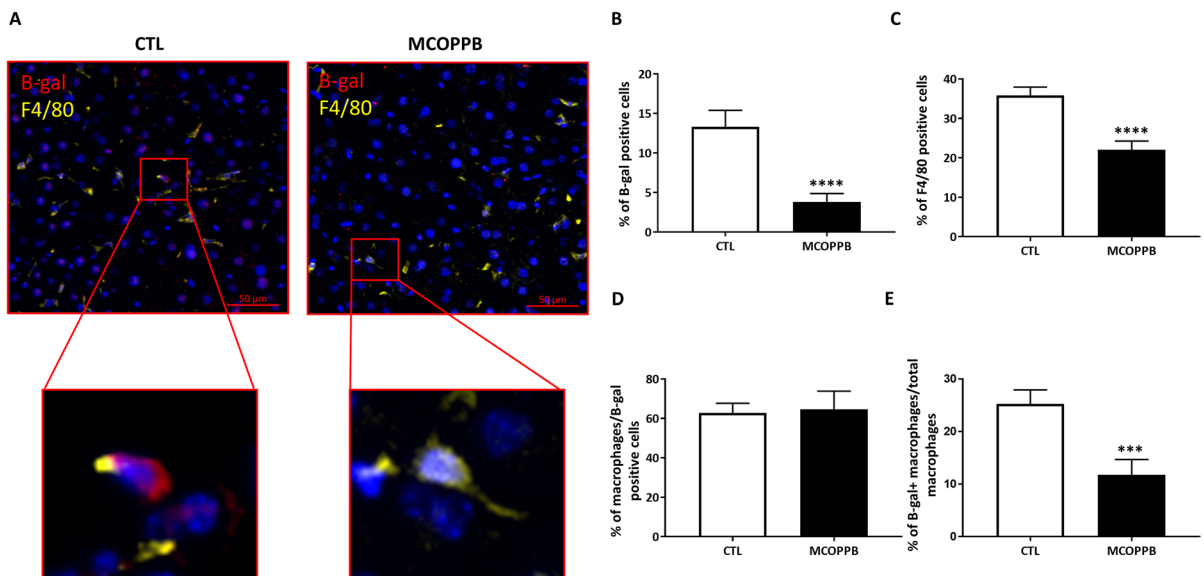 A
CTL
MCOPPB
B-gal
F4/80
50 µm
B-gal
F4/80
50 µm
B
% of B-gal positive cells
20
15
10
5
0
****
CTL
MCOPPB
C
% of F4/80 positive cells
40
30
20
10
0
****
CTL
MCOPPB
D
% of macrophages/B-gal
positive cells
80
60
40
20
0
CTL
MCOPPB
E
% of B-gal+ macrophages/total
macrophages
30
20
10
0
***
CTL
MCOPPB